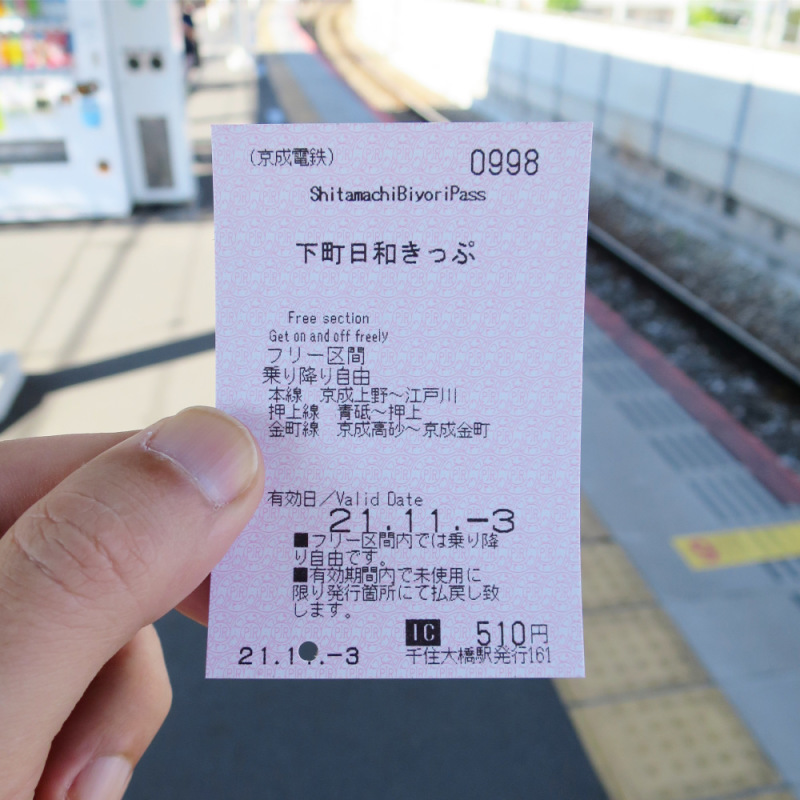 (京成電鉄) 0998
ShitamachiBiyoriPass
下町日和きっぷ
Free section
Get on and off freely
フリー区間
乗り降り自由
本線 京成上野～江戸川
押上線 青砥～押上
金町線 京成高砂～京成金町
有効日／Valid Date
21.11.-3
■フリー区間内では乗り降
り自由です。
■有効期間内で未使用に
限り発行箇所にて払戻し致
します。
IC 510円
21.11.-3 千住大橋駅発行161